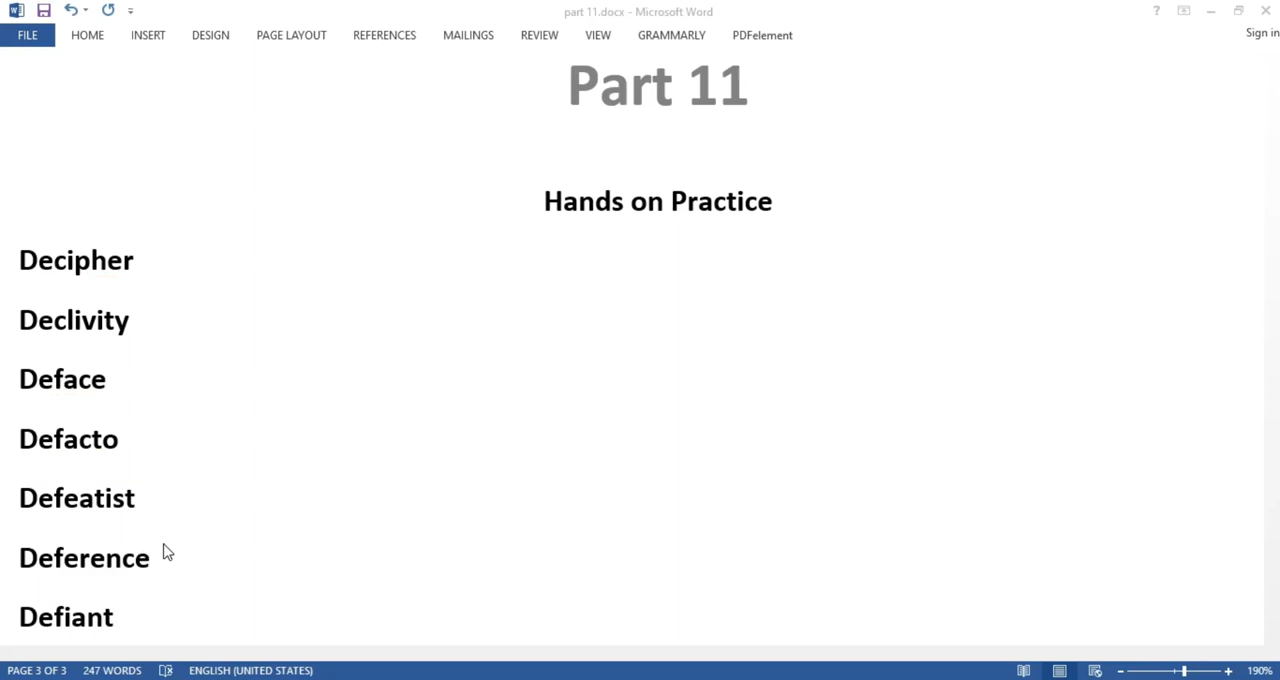 part 11.docx - Microsoft Word
FILE HOME INSERT DESIGN PAGE LAYOUT REFERENCES MAILINGS REVIEW VIEW GRAMMARLY PDFelement Sign in
Part 11
Hands on Practice
Decipher
Declivity
Deface
Defacto
Defeatist
Deference
Defiant
PAGE 3 OF 3 247 WORDS ENGLISH (UNITED STATES) 190%